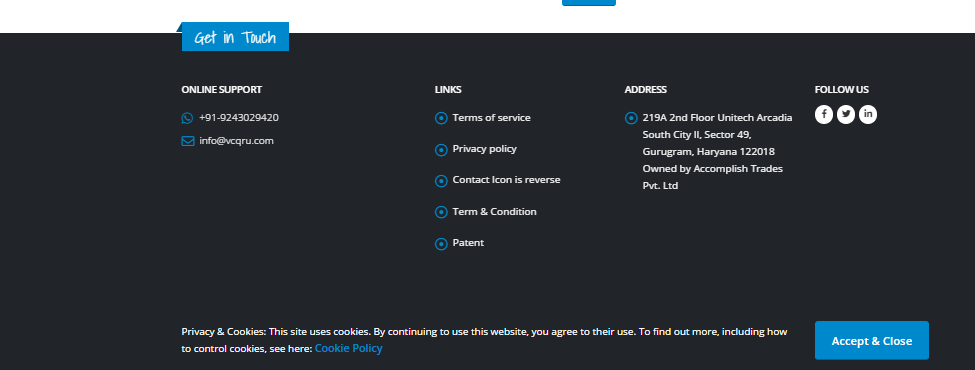 Get in Touch
ONLINE SUPPORT
+91-9243029420
info@vcqru.com
LINKS
Terms of service
Privacy policy
Contact Icon is reverse
Term & Condition
Patent
ADDRESS
219A 2nd Floor Unitech Arcadia
South City II, Sector 49,
Gurugram, Haryana 122018
Owned by Accomplish Trades
Pvt. Ltd
FOLLOW US
Privacy & Cookies: This site uses cookies. By continuing to use this website, you agree to their use. To find out more, including how
to control cookies, see here: Cookie Policy
Accept & Close